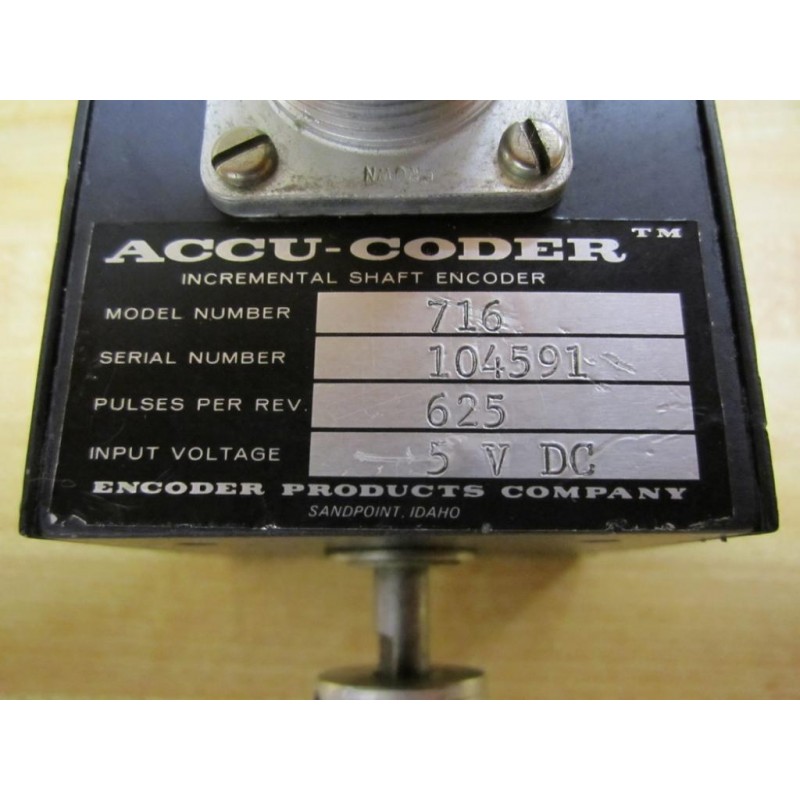 ACCU-CODER™
INCREMENTAL SHAFT ENCODER
MODEL NUMBER 716
SERIAL NUMBER 104591
PULSES PER REV. 625
INPUT VOLTAGE 5 V DC
ENCODER PRODUCTS COMPANY
SANDPOINT, IDAHO